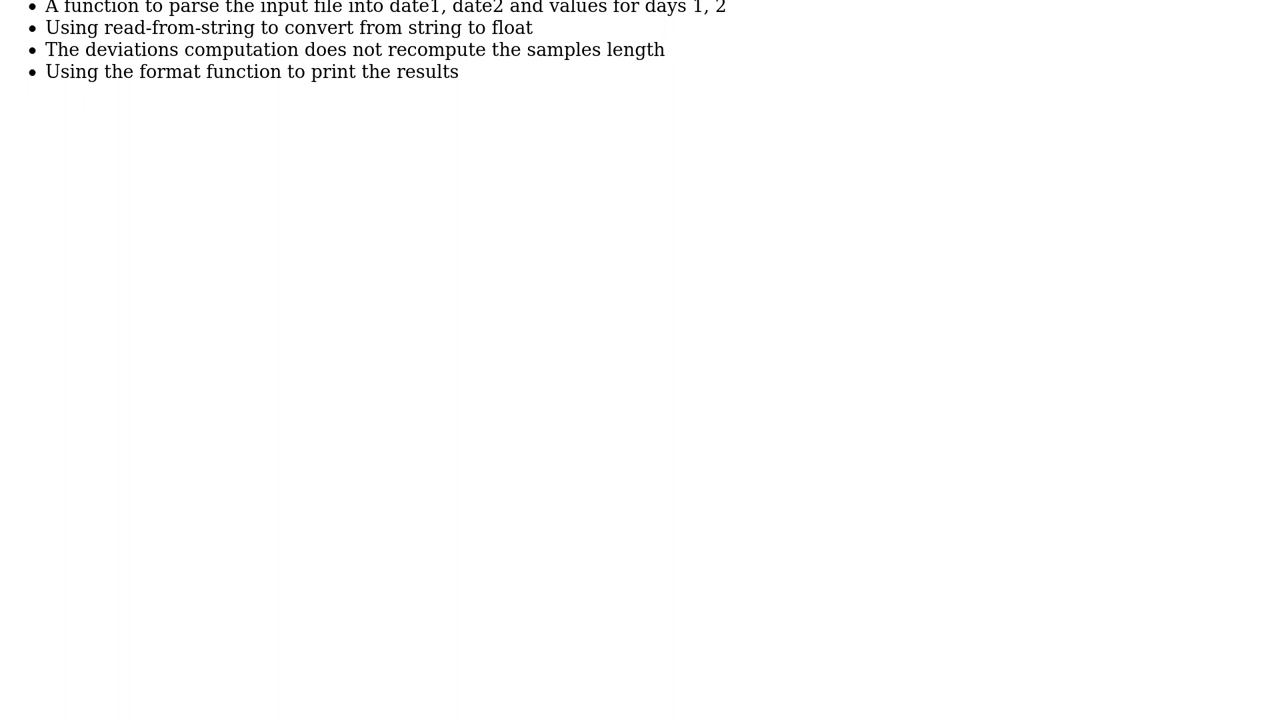 • A function to parse the input file into date1, date2 and values for days 1, 2
• Using read-from-string to convert from string to float
• The deviations computation does not recompute the samples length
• Using the format function to print the results